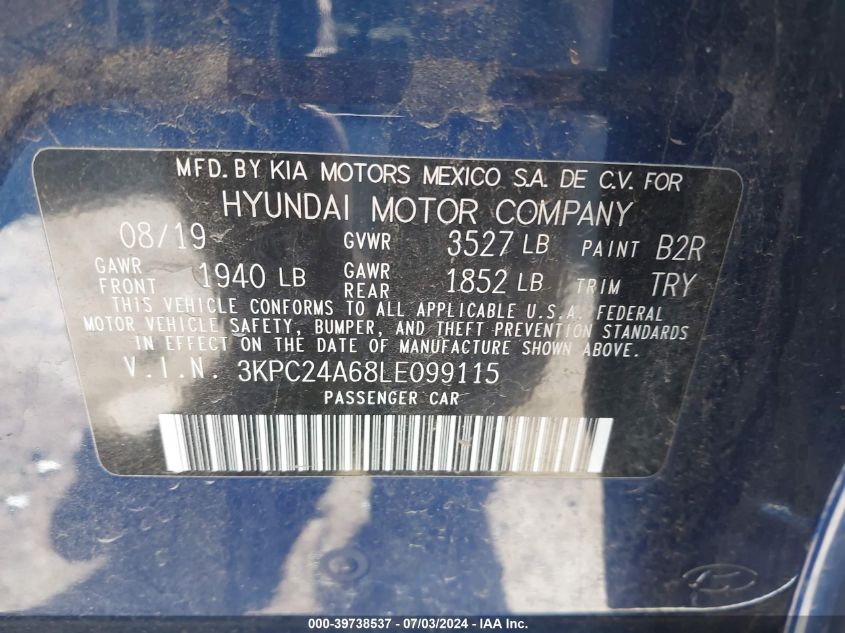 MFD. BY KIA MOTORS MEXICO S.A. DE C.V. FOR
HYUNDAI MOTOR COMPANY
08/19 GVWR 3527 LB PAINT B2R
GAWR FRONT 1940 LB GAWR REAR 1852 LB TRIM TRY
THIS VEHICLE CONFORMS TO ALL APPLICABLE U.S.A. FEDERAL
MOTOR VEHICLE SAFETY, BUMPER, AND THEFT PREVENTION STANDARDS
IN EFFECT ON THE DATE OF MANUFACTURE SHOWN ABOVE.
V.I.N. 3KPC24A68LE099115
PASSENGER CAR
000-39738537 - 07/03/2024 - IAA Inc.